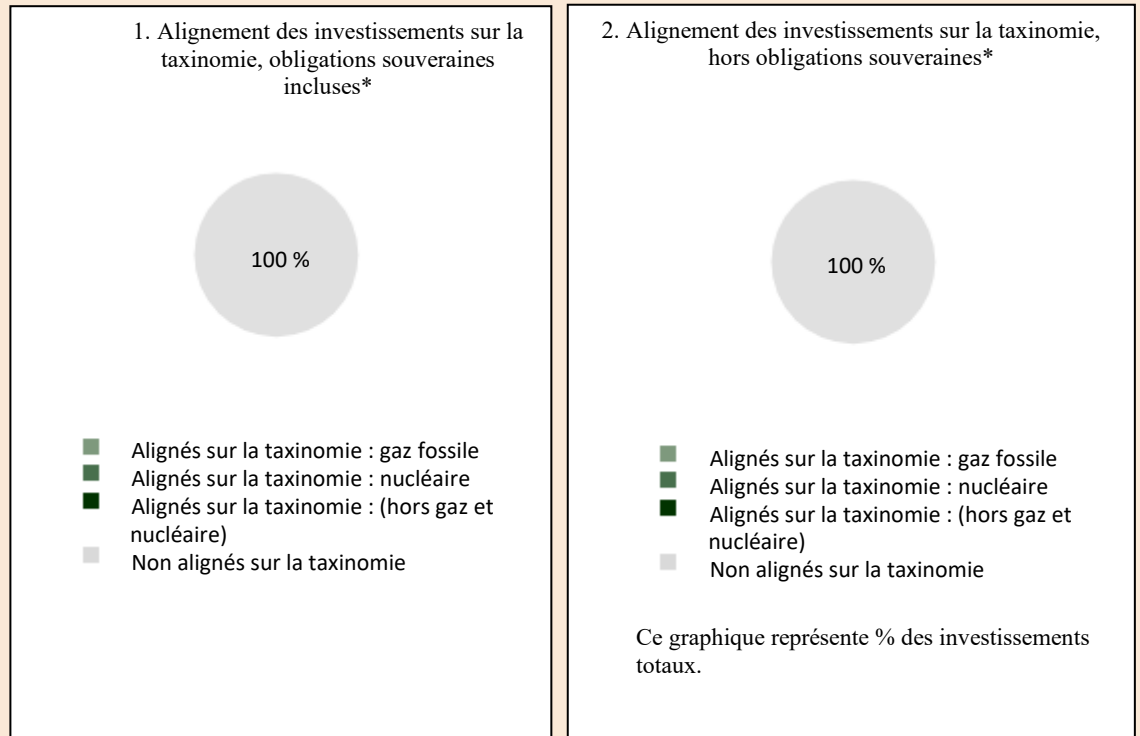 1. Alignement des investissements sur la
taxinomie, obligations souveraines
incluses*
100 %
Alignés sur la taxinomie : gaz fossile
Alignés sur la taxinomie : nucléaire
Alignés sur la taxinomie : (hors gaz et
nucléaire)
Non alignés sur la taxinomie
2. Alignement des investissements sur la taxinomie,
hors obligations souveraines*
100 %
Alignés sur la taxinomie : gaz fossile
Alignés sur la taxinomie : nucléaire
Alignés sur la taxinomie : (hors gaz et
nucléaire)
Non alignés sur la taxinomie
Ce graphique représente % des investissements
totaux.